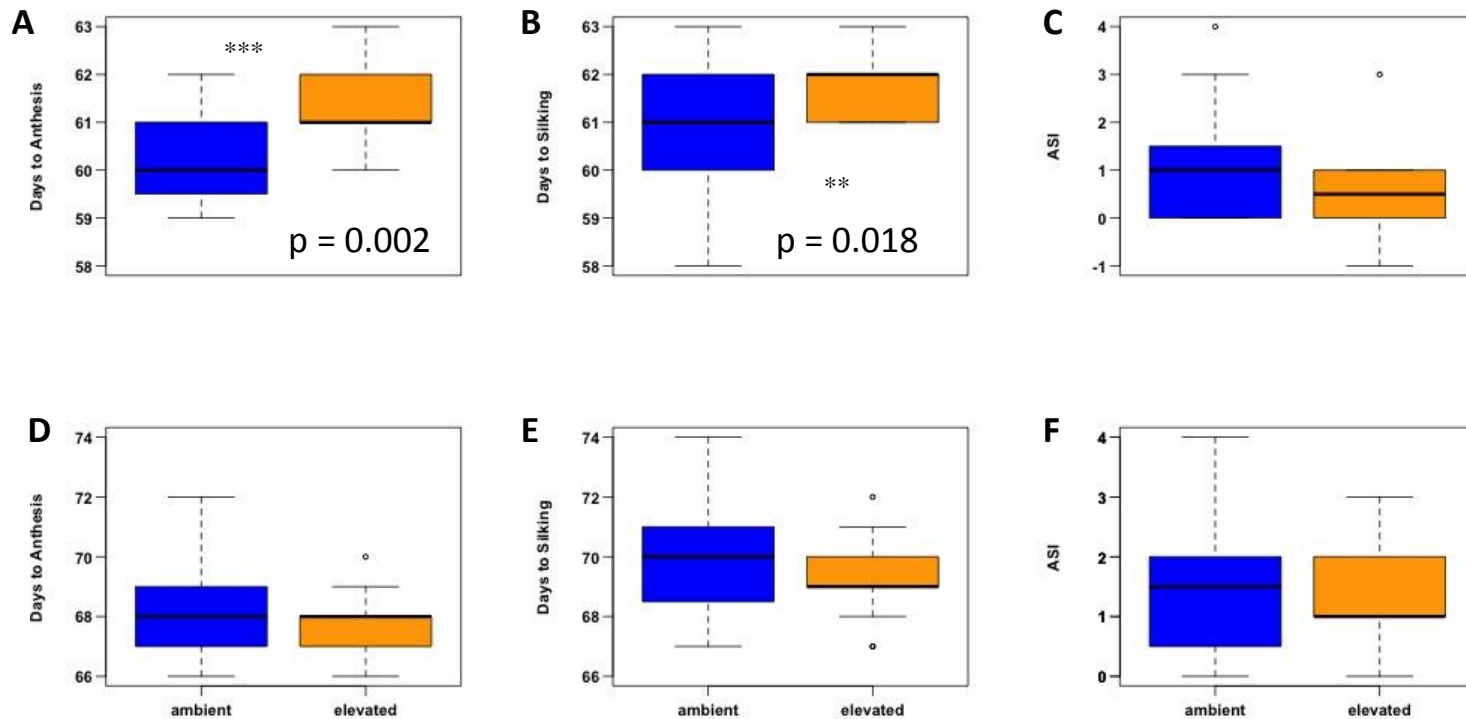 A
Days to Anthesis
63
62
61
60
59
58
***
p = 0.002
B
Days to Silking
63
62
61
60
59
58
**
p = 0.018
C
ASI
4
3
2
1
0
-1
D
Days to Anthesis
74
72
70
68
66
ambient
elevated
E
Days to Silking
74
72
70
68
66
ambient
elevated
F
ASI
4
3
2
1
0
ambient
elevated